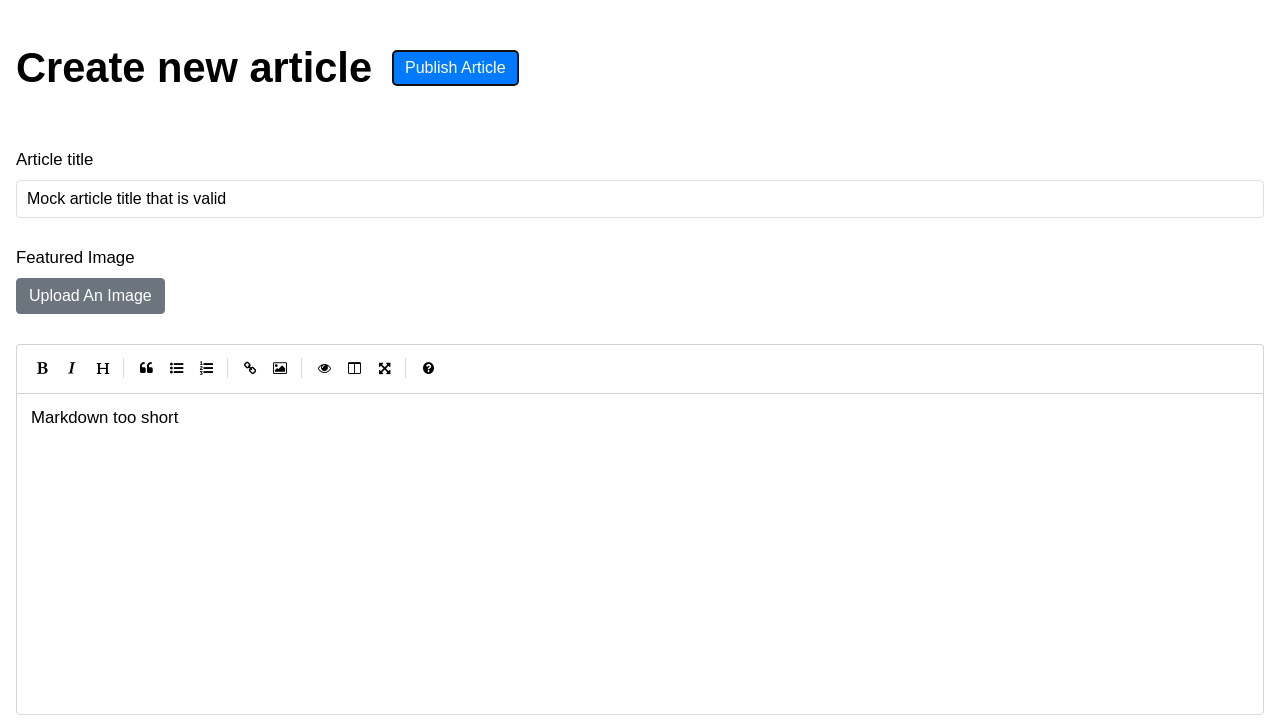 Create new article
Publish Article
Article title
Mock article title that is valid
Featured Image
Upload An Image
Markdown too short